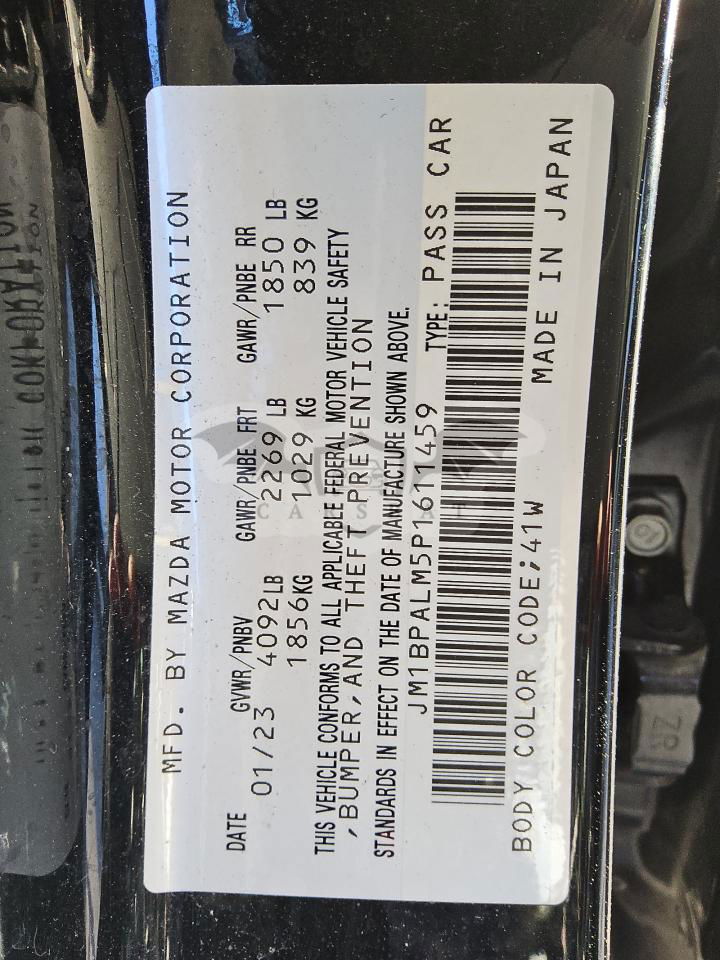 MFD. BY MAZDA MOTOR CORPORATION
DATE GVWR/PNBV GAWR/PNBE FRT GAWR/PNBE RR
01/23 4092LB 2269 LB 1850 LB
1856KG 1029 KG 839 KG
THIS VEHICLE CONFORMS TO ALL APPLICABLE FEDERAL MOTOR VEHICLE SAFETY
,BUMPER,AND THEFT PREVENTION
STANDARDS IN EFFECT ON THE DATE OF MANUFACTURE SHOWN ABOVE.
JM1BPALM5P1611459 TYPE: PASS CAR
BODY COLOR CODE;41W MADE IN JAPAN